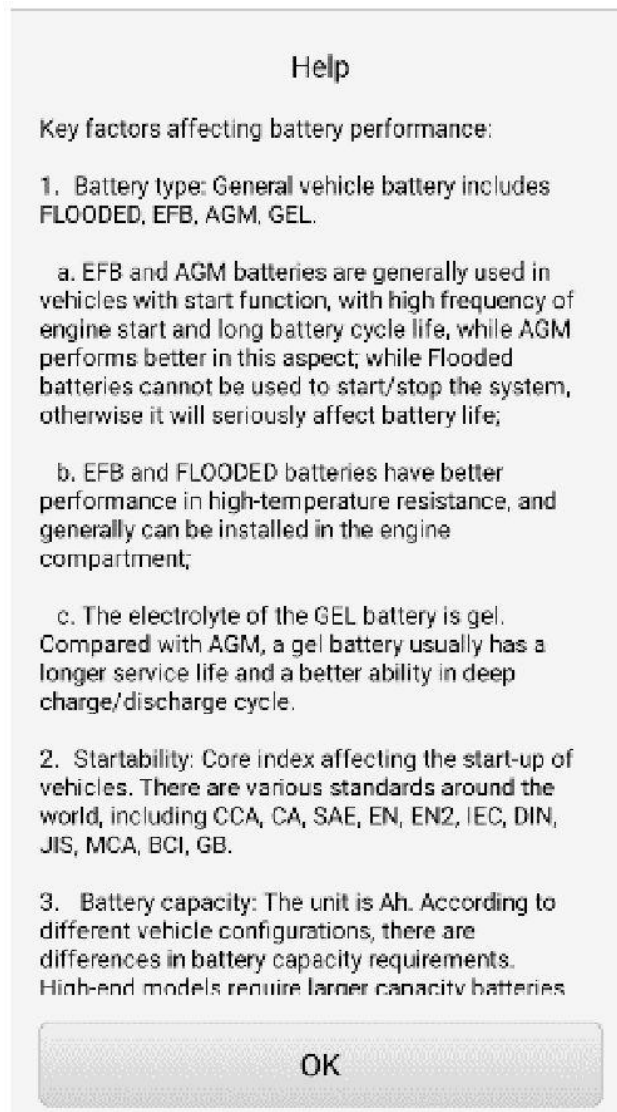 Help
Key factors affecting battery performance:
1. Battery type: General vehicle battery includes
FLOODED, EFB, AGM, GEL.
a. EFB and AGM batteries are generally used in
vehicles with start function, with high frequency of
engine start and long battery cycle life, while AGM
performs better in this aspect; while Flooded
batteries cannot be used to start/stop the system,
otherwise it will seriously affect battery life;
b. EFB and FLOODED batteries have better
performance in high-temperature resistance, and
generally can be installed in the engine
compartment;
c. The electrolyte of the GEL battery is gel.
Compared with AGM, a gel battery usually has a
longer service life and a better ability in deep
charge/discharge cycle.
2. Startability: Core index affecting the start-up of
vehicles. There are various standards around the
world, including CCA, CA, SAE, EN, EN2, IEC, DIN,
JIS, MCA, BCI, GB.
3. Battery capacity: The unit is Ah. According to
different vehicle configurations, there are
differences in battery capacity requirements.
High-end models require larger capacity batteries
OK